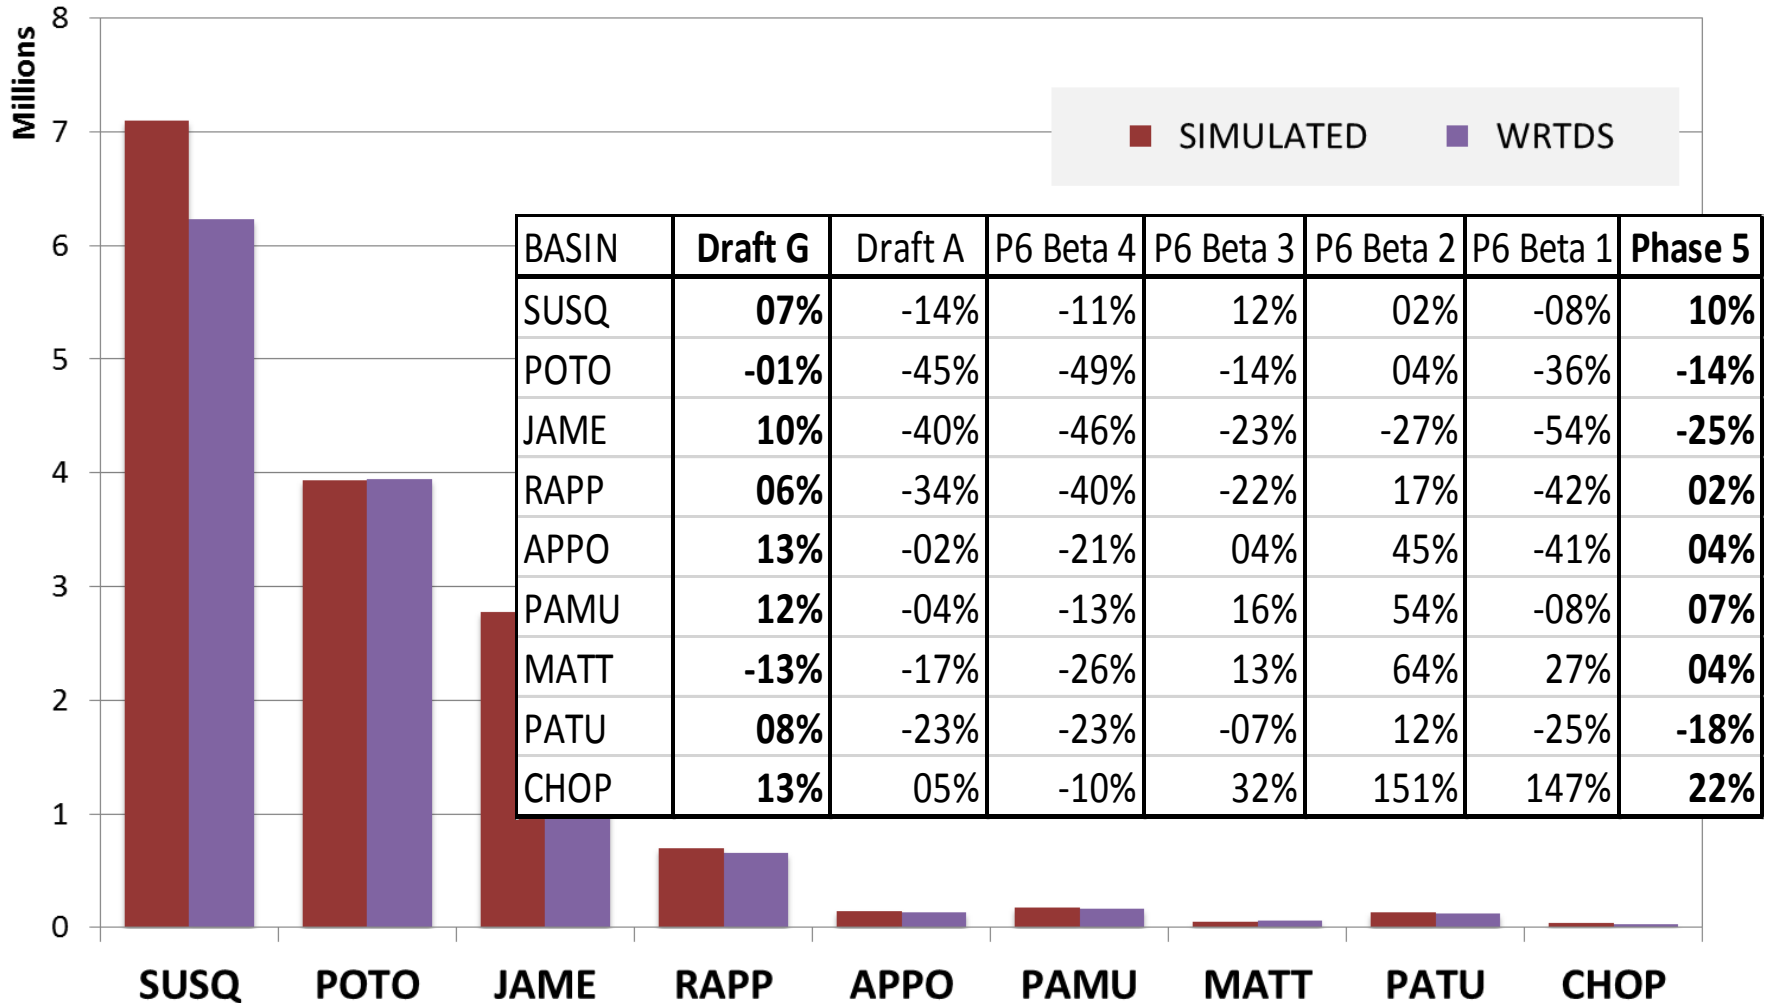 8
Millions
7
SIMULATED WRTDS
6
BASIN Draft G Draft A P6 Beta 4 P6 Beta 3 P6 Beta 2 P6 Beta 1 Phase 5
SUSQ 07% -14% -11% 12% 02% -08% 10%
5
POTO -01% -45% -49% -14% 04% -36% -14%
JAME 10% -40% -46% -23% -27% -54% -25%
4
RAPP 06% -34% -40% -22% 17% -42% 02%
APPO 13% -02% -21% 04% 45% -41% 04%
3
PAMU 12% -04% -13% 16% 54% -08% 07%
MATT -13% -17% -26% 13% 64% 27% 04%
2
PATU 08% -23% -23% -07% 12% -25% -18%
CHOP 13% 05% -10% 32% 151% 147% 22%
1
0
SUSQ POTO JAME RAPP APPO PAMU MATT PATU CHOP